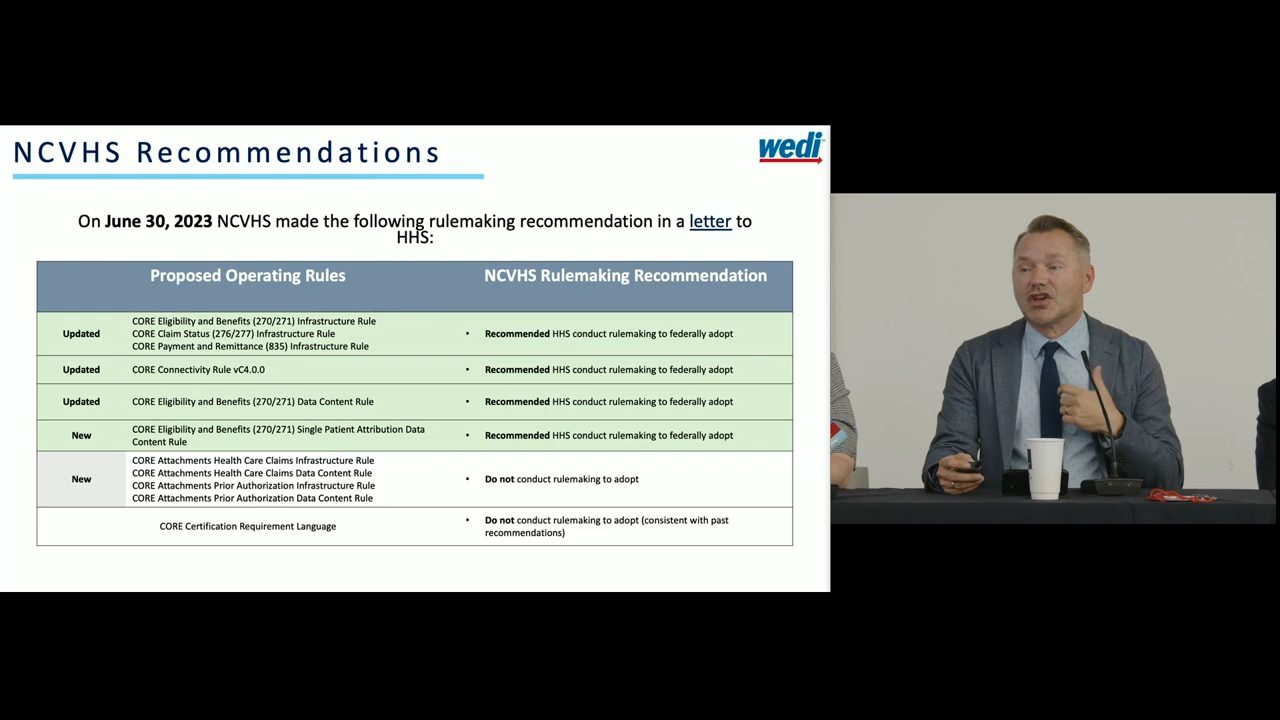 NCVHS Recommendations
wedi
On June 30, 2023 NCVHS made the following rulemaking recommendation in a letter to
HHS:
Proposed Operating Rules
NCVHS Rulemaking Recommendation
Updated
CORE Eligibility and Benefits (270/271) Infrastructure Rule
CORE Claim Status (276/277) Infrastructure Rule
CORE Payment and Remittance (835) Infrastructure Rule
• Recommended HHS conduct rulemaking to federally adopt
Updated
CORE Connectivity Rule vC4.0.0
• Recommended HHS conduct rulemaking to federally adopt
Updated
CORE Eligibility and Benefits (270/271) Data Content Rule
• Recommended HHS conduct rulemaking to federally adopt
New
CORE Eligibility and Benefits (270/271) Single Patient Attribution Data
Content Rule
• Recommended HHS conduct rulemaking to federally adopt
New
CORE Attachments Health Care Claims Infrastructure Rule
CORE Attachments Health Care Claims Data Content Rule
CORE Attachments Prior Authorization Infrastructure Rule
CORE Attachments Prior Authorization Data Content Rule
• Do not conduct rulemaking to adopt
CORE Certification Requirement Language
• Do not conduct rulemaking to adopt (consistent with past
recommendations)